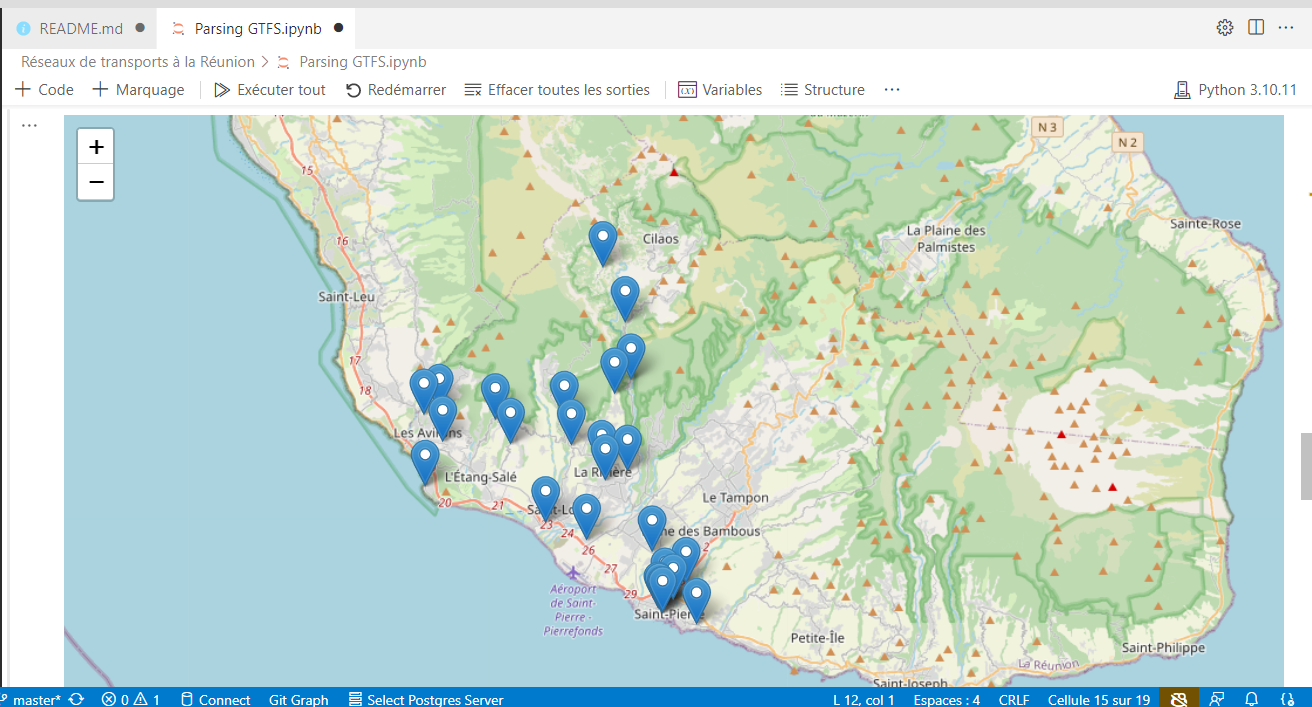 README.md
Parsing GTFS.ipynb
Réseaux de transports à la Réunion > Parsing GTFS.ipynb
+ Code + Marquage Exécuter tout Redémarrer Effacer toutes les sorties Variables Structure ... Python 3.10.11
...
+
−
N 3
N 2
15
16
Cilaos
La Plaine des
Palmistes
Sainte-Rose
Saint-Leu
17
18
Les Avirons
La Rivière
L'Étang-Salé
20
21
23
24
26
27
29
2
Le Tampon
ne des Bambous
Aéroport
de Saint-
Pierre -
Pierrefonds
Saint-Pierre
Petite-Île
Saint-Philippe
La Réunion
Saint-Joseph
master* 0 1 Connect Git Graph Select Postgres Server L 12, col 1 Espaces : 4 CRLF Cellule 15 sur 19